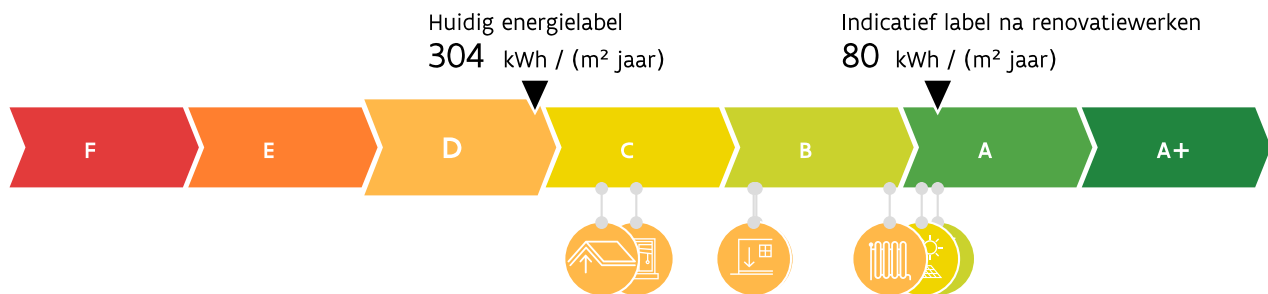 Huidig energielabel
304 kWh / (m² jaar)
Indicatief label na renovatiewerken
80 kWh / (m² jaar)
F E D C B A A+